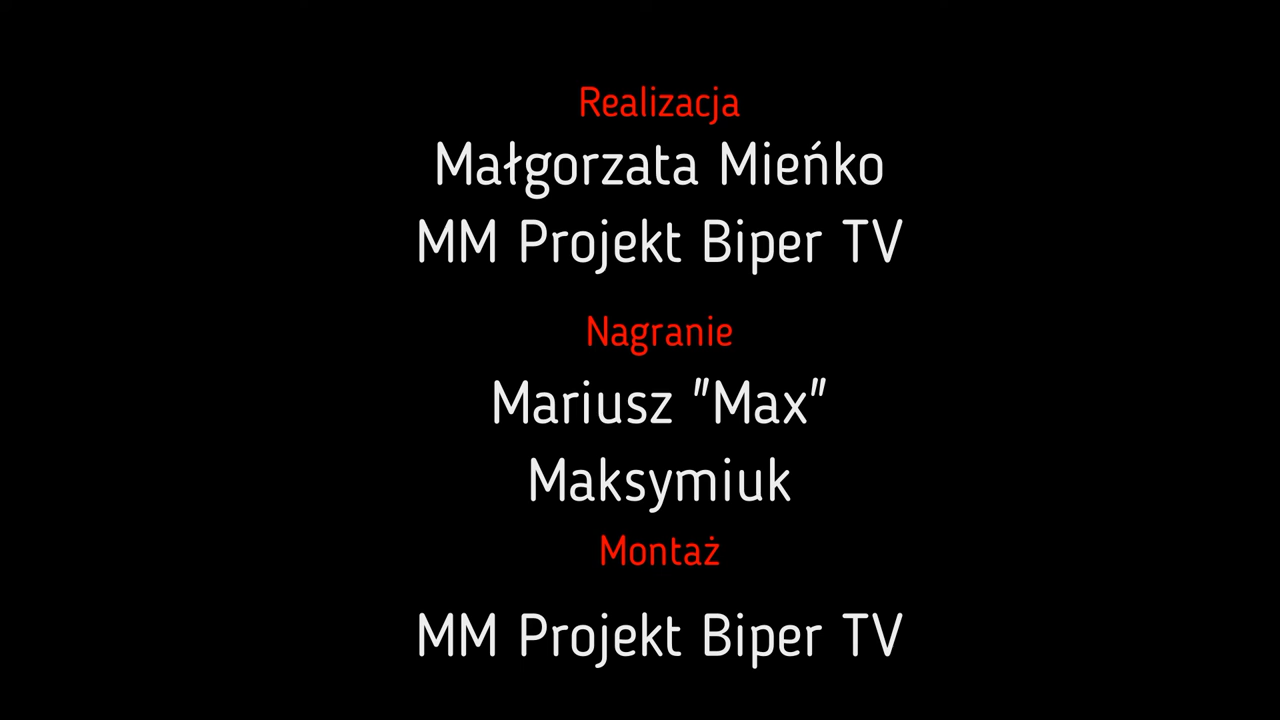 Realizacja
Małgorzata Mieńko
MM Projekt Biper TV
Nagranie
Mariusz "Max"
Maksymiuk
Montaż
MM Projekt Biper TV